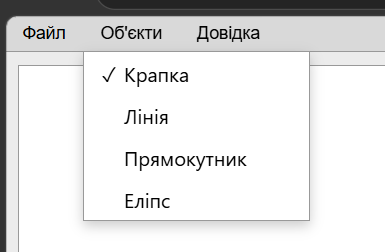 Файл Об'єкти Довідка
✓ Крапка
Лінія
Прямокутник
Еліпс